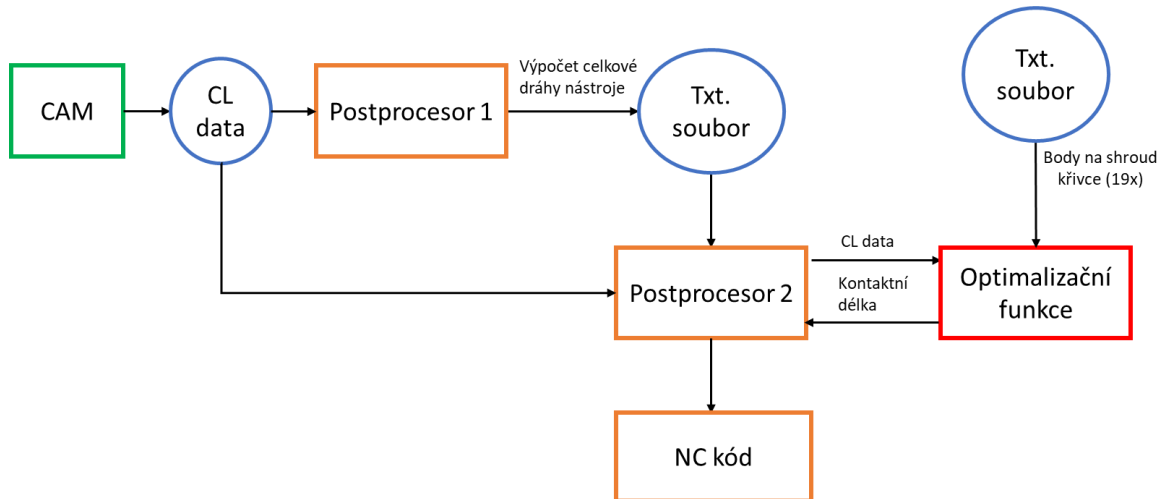 CAM
CL
data
Postprocesor 1
Výpočet celkové
dráhy nástroje
Txt.
soubor
Txt.
soubor
Body na shroud
křivce (19x)
Postprocesor 2
CL data
Kontaktní
délka
Optimalizační
funkce
NC kód